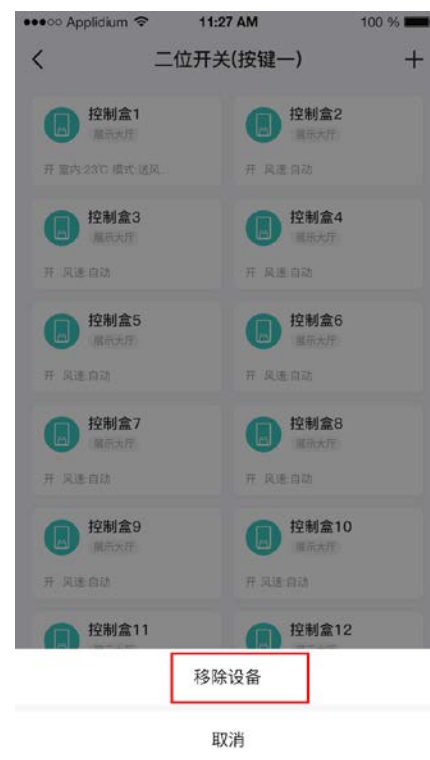 Applidium 11:27 AM 100 %
二位开关(按键一)
控制盒1
展示大厅
开 室内:23℃ 模式:送风...
控制盒2
展示大厅
开 风速:自动
控制盒3
展示大厅
开 风速:自动
控制盒4
展示大厅
开 风速:自动
控制盒5
展示大厅
开 风速:自动
控制盒6
展示大厅
开 风速:自动
控制盒7
展示大厅
开 风速:自动
控制盒8
展示大厅
开 风速:自动
控制盒9
展示大厅
开 风速:自动
控制盒10
展示大厅
开 风速:自动
控制盒11
控制盒12
移除设备
取消